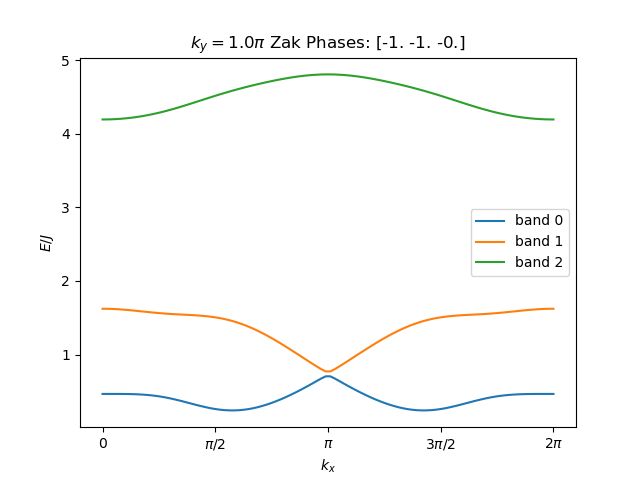 $k_y = 1.0\pi$ Zak Phases: [-1. -1. -0.]
5
4
3
2
1
E/J
band 0
band 1
band 2
0
π/2
π
3π/2
2π
$k_x$